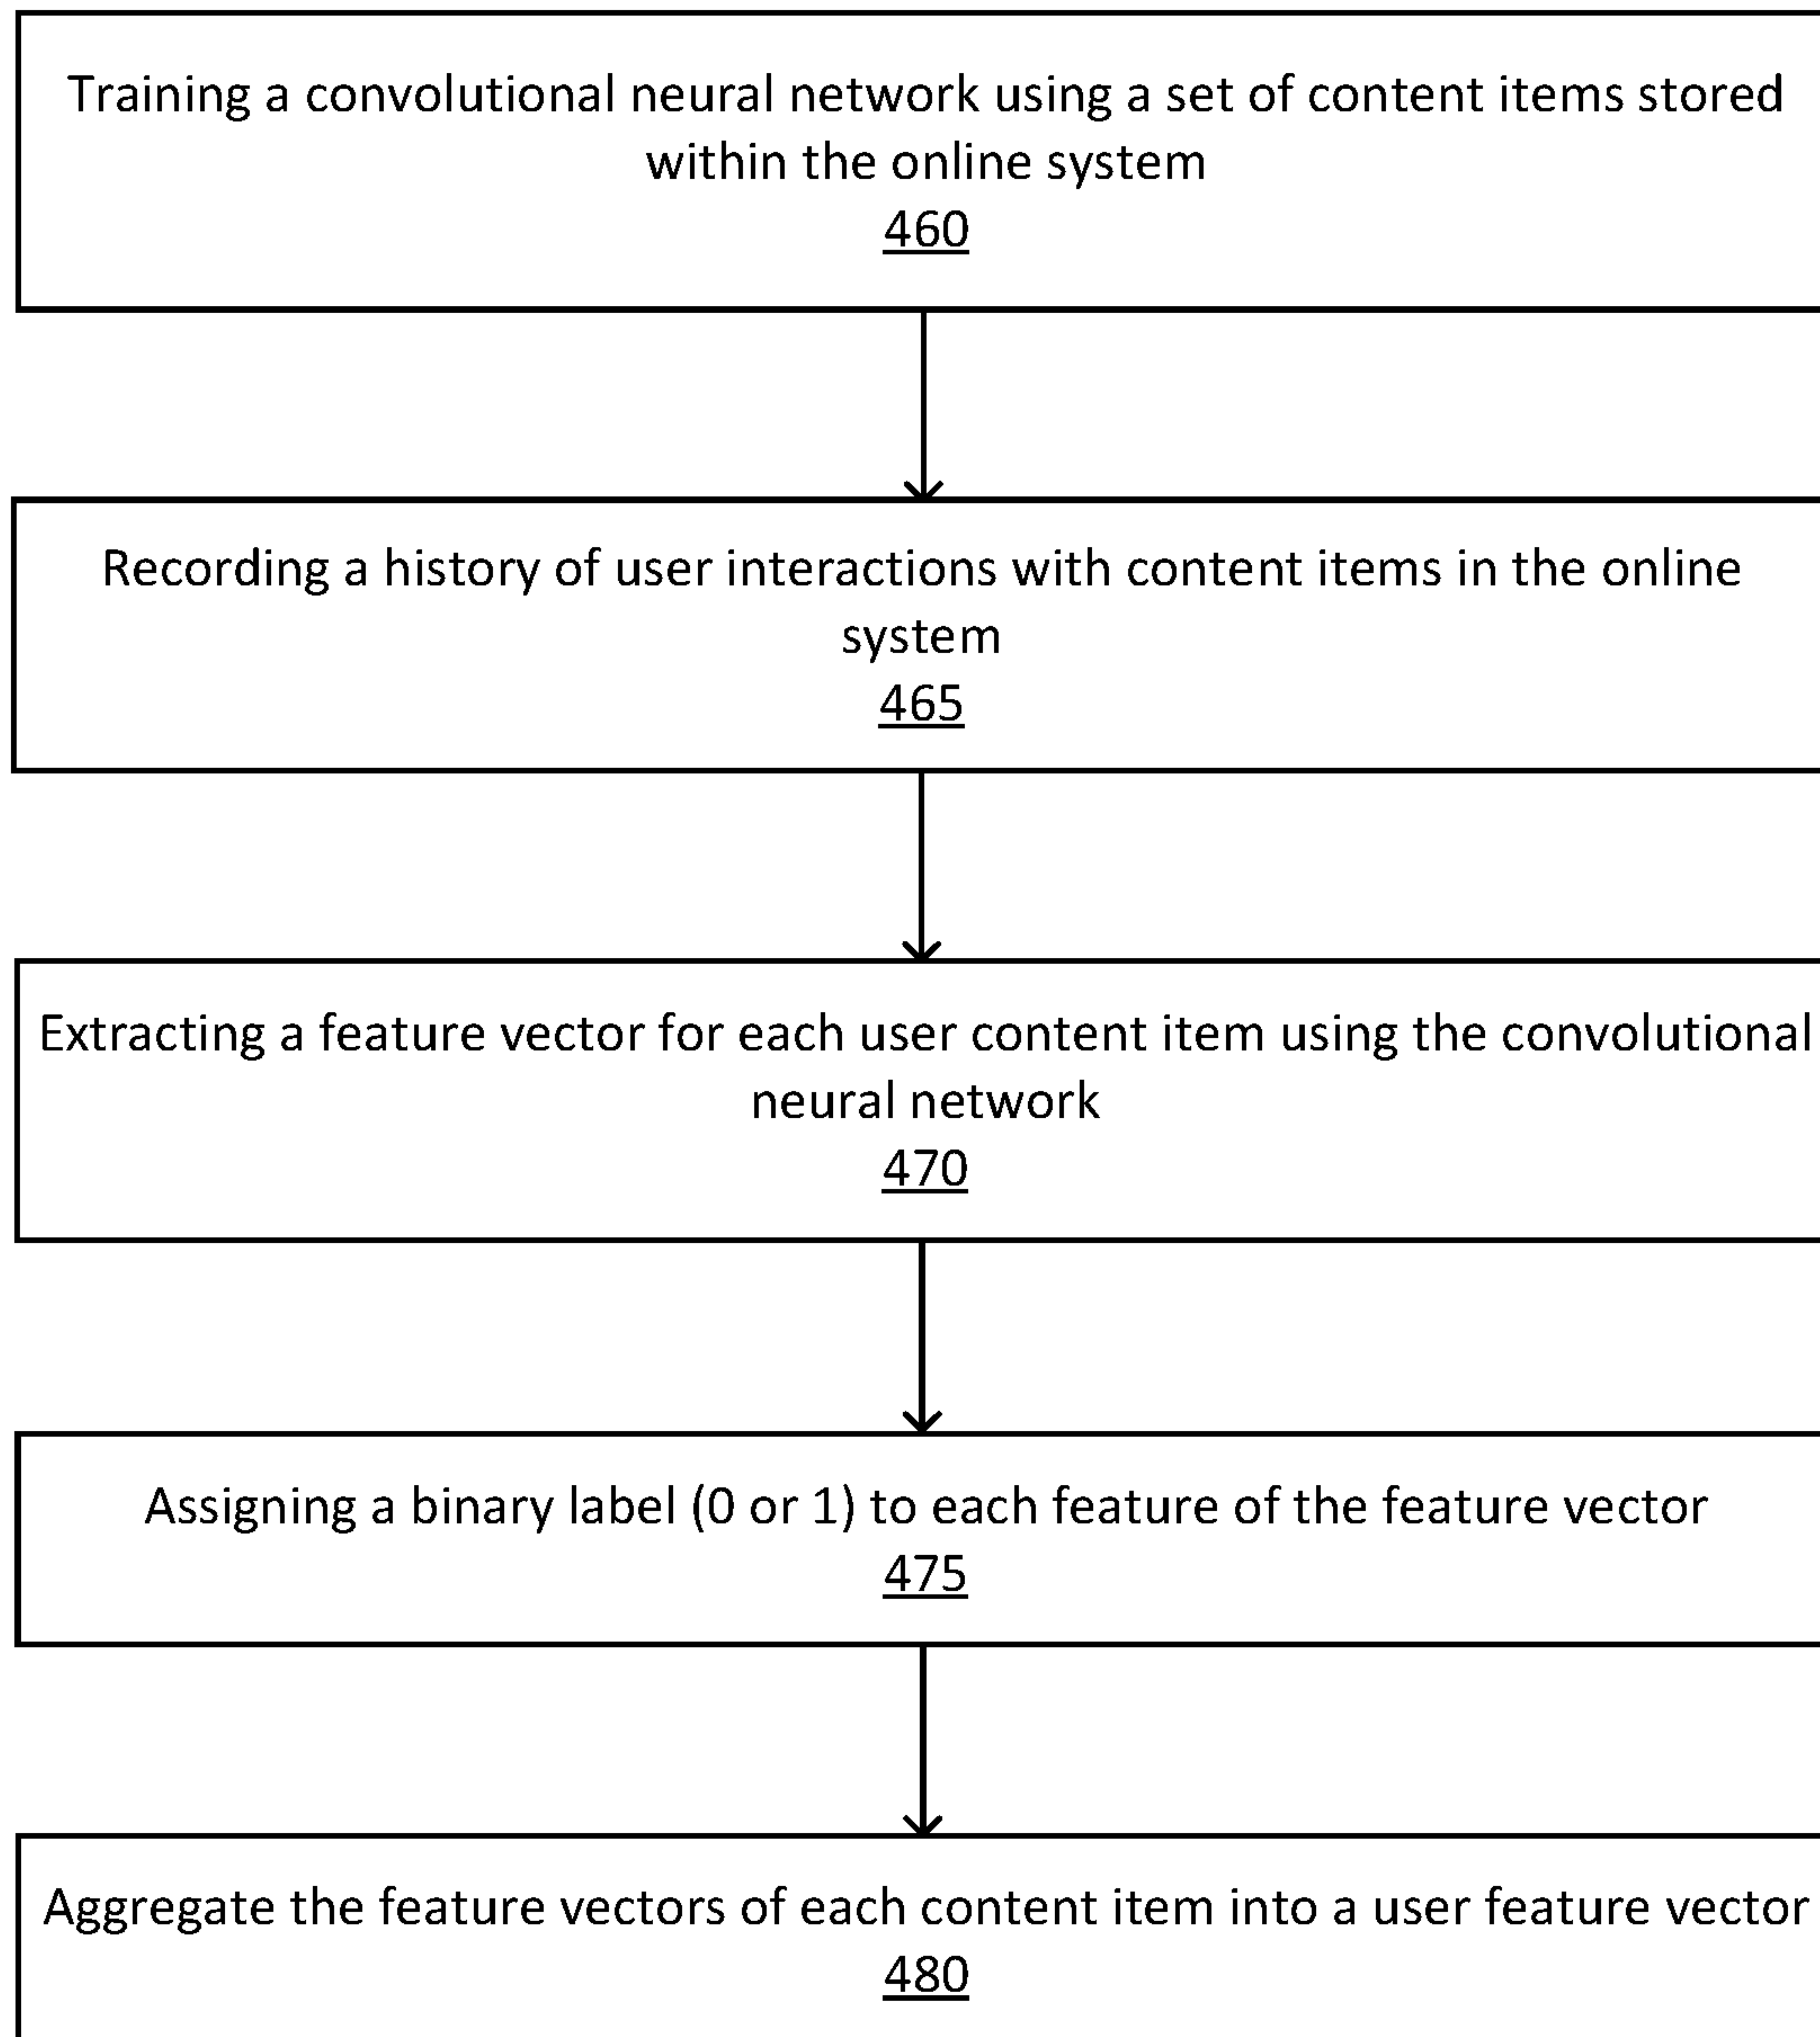 Training a convolutional neural network using a set of content items stored
within the online system
460
Recording a history of user interactions with content items in the online
system
465
Extracting a feature vector for each user content item using the convolutional
neural network
470
Assigning a binary label (0 or 1) to each feature of the feature vector
475
Aggregate the feature vectors of each content item into a user feature vector
480